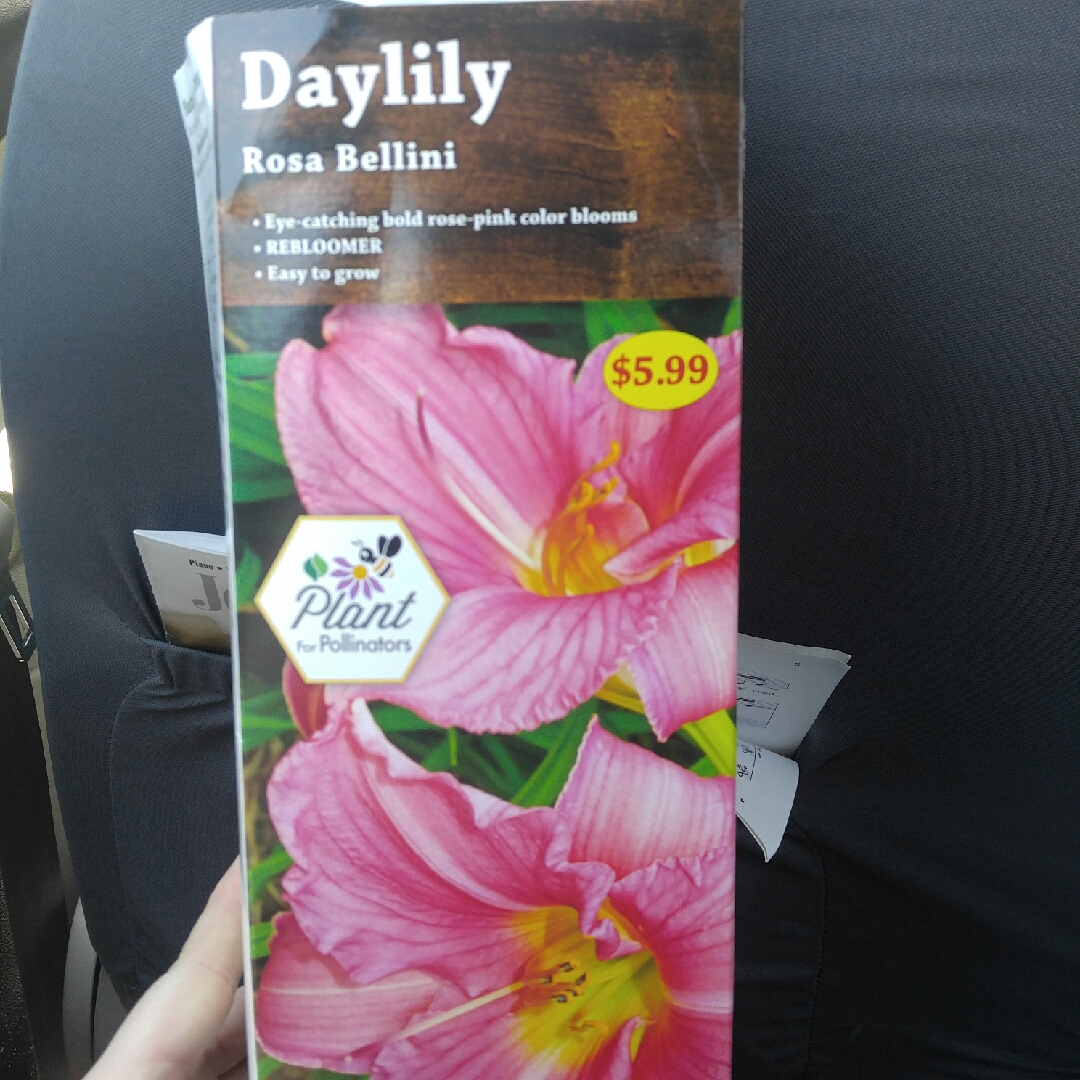 Daylily
Rosa Bellini
• Eye-catching bold rose-pink color blooms
• REBLOOMER
• Easy to grow
$5.99
Plant
For Pollinators
Piano •